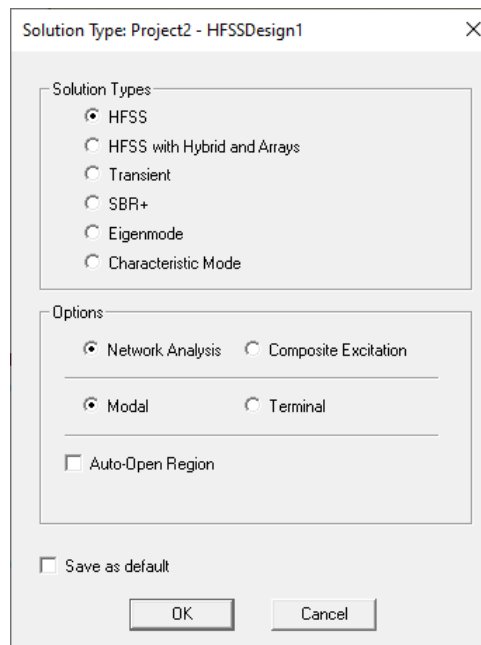 Solution Type: Project2 - HFSSDesign1
Solution Types
HFSS
HFSS with Hybrid and Arrays
Transient
SBR+
Eigenmode
Characteristic Mode
Options
Network Analysis Composite Excitation
Modal Terminal
Auto-Open Region
Save as default
OK Cancel